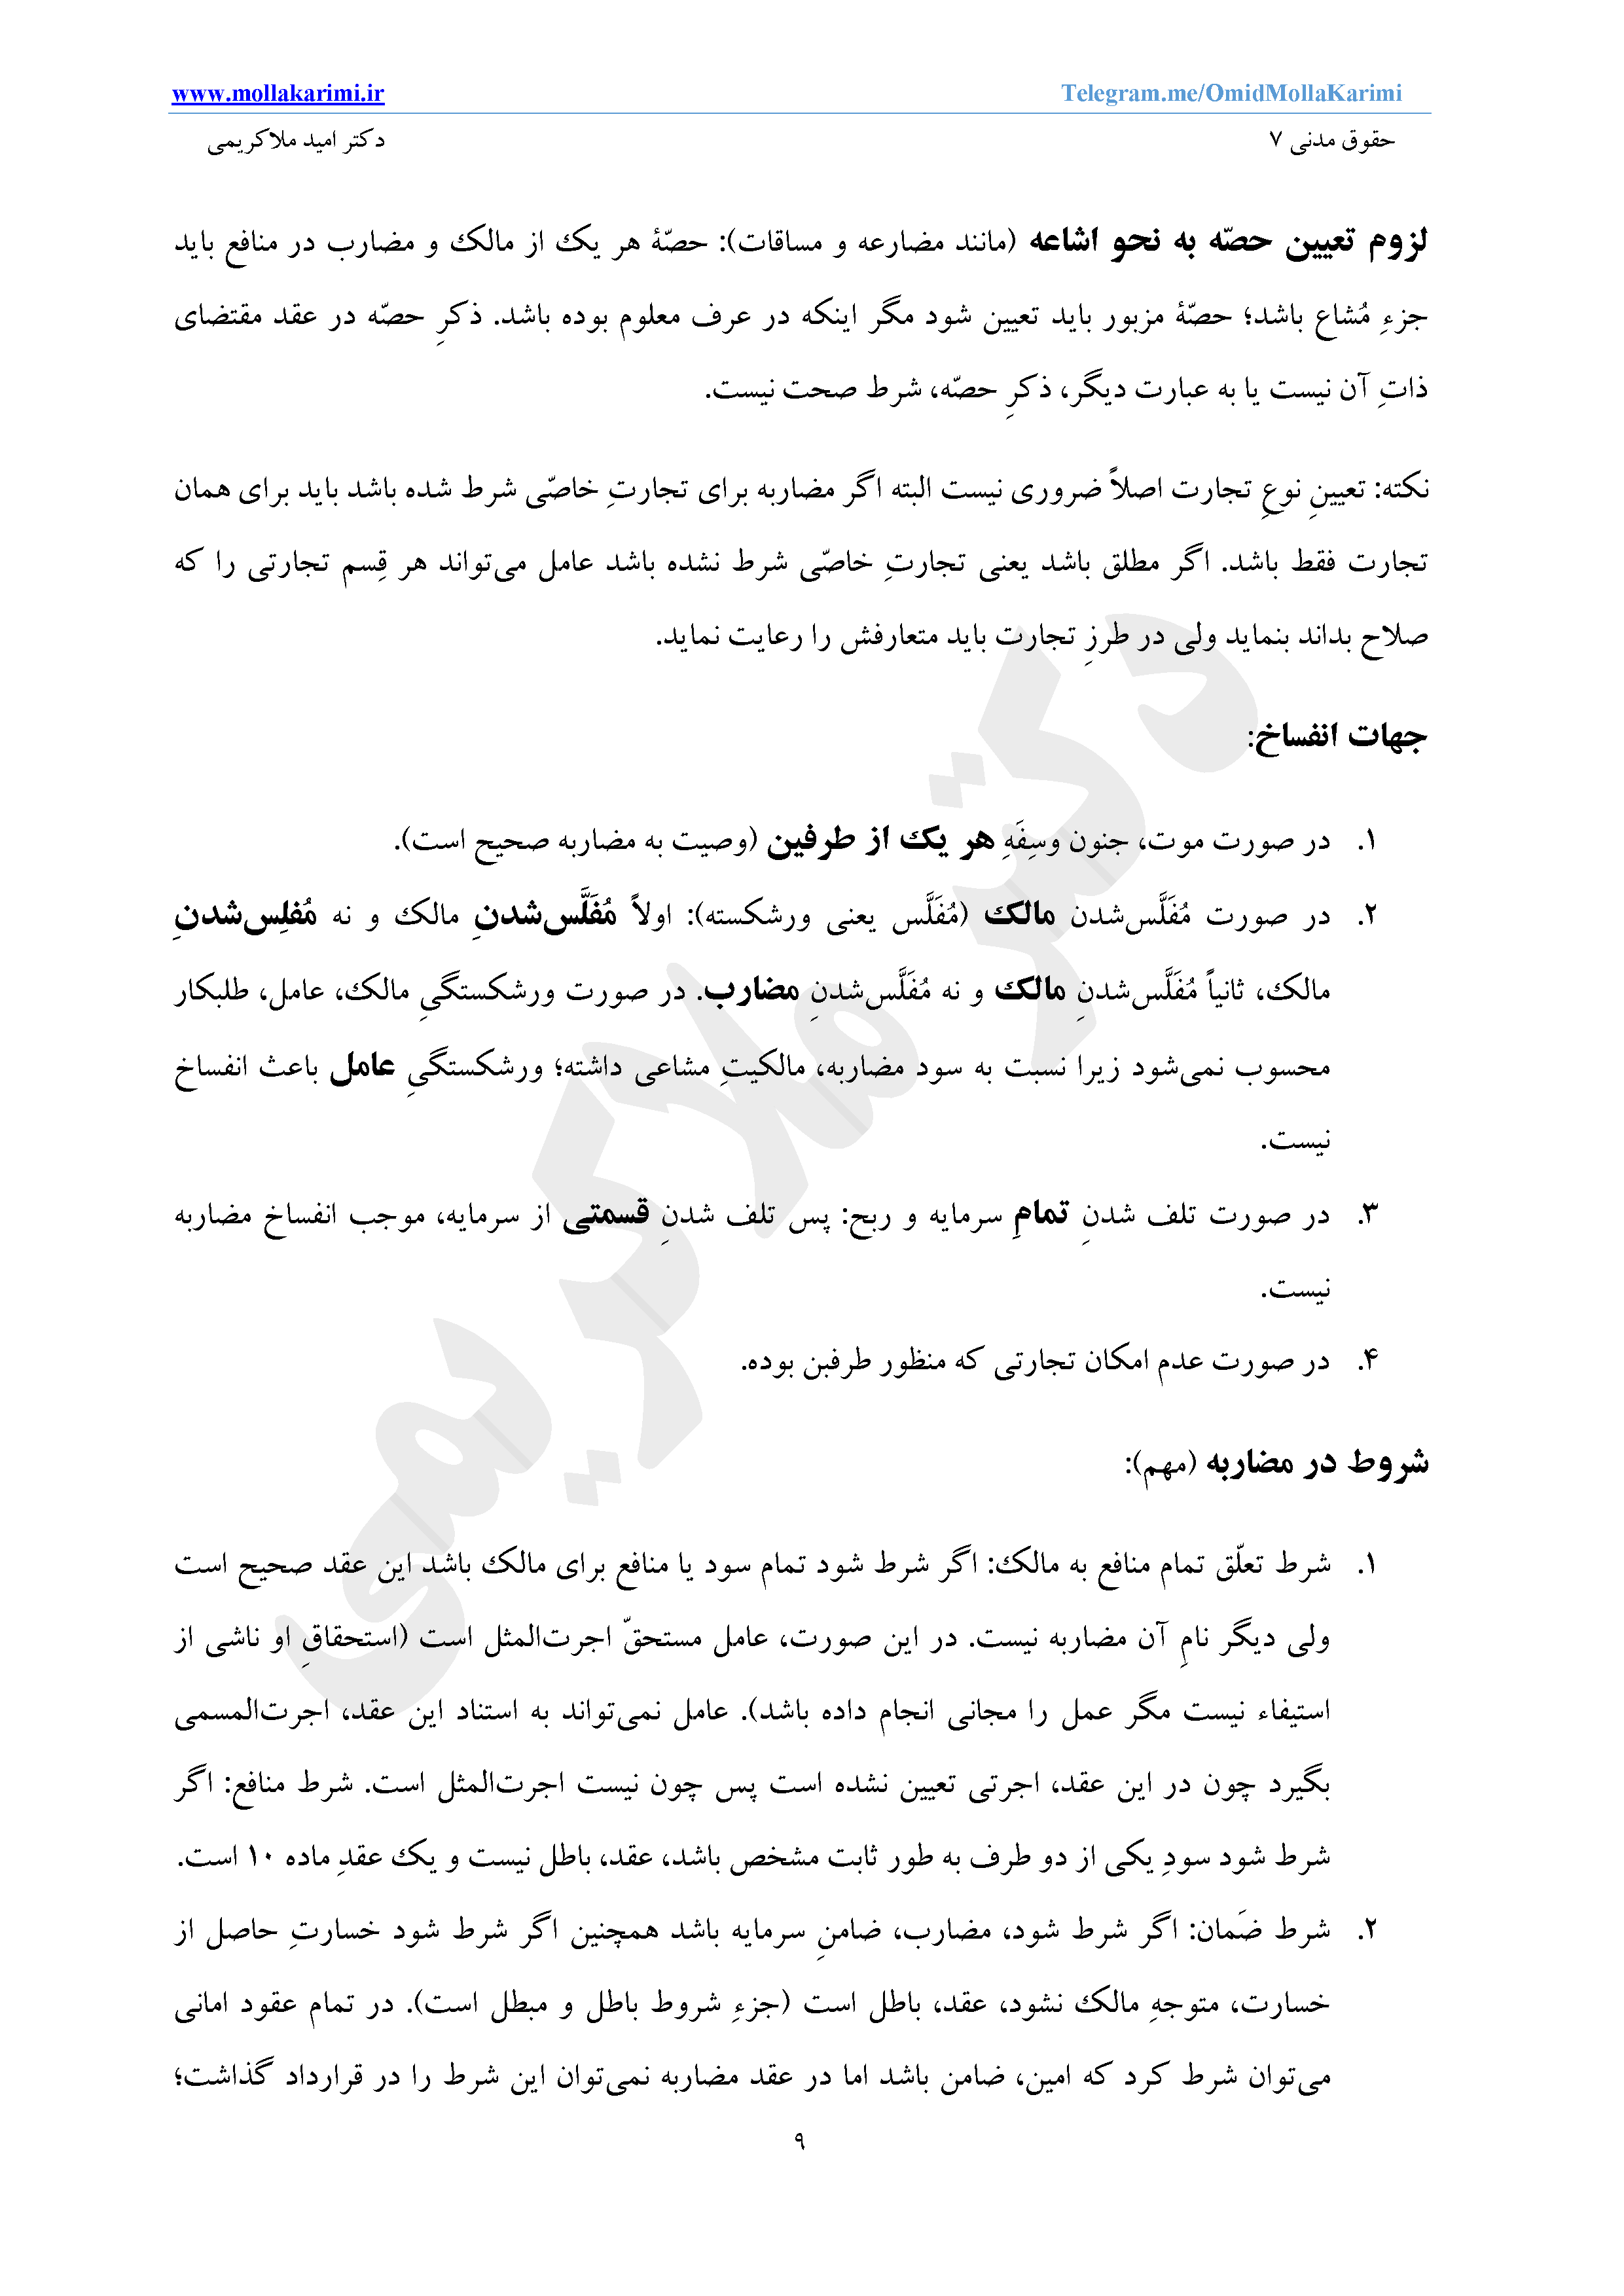 www.mollakarimi.ir Telegram.me/OmidMollaKarimi
حقوق مدنی ۷ دکتر امید ملاکریمی
لزوم تعیین حصّه به نحو اشاعه (مانند مضارعه و مساقات): حصّهٔ هر یک از مالک و مضارب در منافع باید
جزءِ مُشاع باشد؛ حصّهٔ مزبور باید تعیین شود مگر اینکه در عرف معلوم بوده باشد. ذکرِ حصّه در عقد مقتضای
ذاتِ آن نیست یا به عبارت دیگر، ذکرِ حصّه، شرط صحت نیست.
نکته: تعیینِ نوعِ تجارت اصلاً ضروری نیست البته اگر مضاربه برای تجارتِ خاصّی شرط شده باشد باید برای همان
تجارت فقط باشد. اگر مطلق باشد یعنی تجارتِ خاصّی شرط نشده باشد عامل می‌تواند هر قِسم تجارتی را که
صلاح بداند بنماید ولی در طرزِ تجارت باید متعارفش را رعایت نماید.
جهات انفساخ:
۱. در صورت موت، جنون وسِفَهِ هر یک از طرفین (وصیت به مضاربه صحیح است).
۲. در صورت مُفَلَّس‌شدن مالک (مُفَلَّس یعنی ورشکسته): اولاً مُفَلَّس‌شدنِ مالک و نه مُفلِس‌شدنِ
مالک، ثانیاً مُفَلَّس‌شدنِ مالک و نه مُفَلَّس‌شدنِ مضارب. در صورت ورشکستگیِ مالک، عامل، طلبکار
محسوب نمی‌شود زیرا نسبت به سود مضاربه، مالکیتِ مشاعی داشته؛ ورشکستگیِ عامل باعث انفساخ
نیست.
۳. در صورت تلف شدنِ تمامِ سرمایه و ربح: پس تلف شدنِ قسمتی از سرمایه، موجب انفساخ مضاربه
نیست.
۴. در صورت عدم امکان تجارتی که منظور طرفبن بوده.
شروط در مضاربه (مهم):
۱. شرط تعلّق تمام منافع به مالک: اگر شرط شود تمام سود یا منافع برای مالک باشد این عقد صحیح است
ولی دیگر نامِ آن مضاربه نیست. در این صورت، عامل مستحقّ اجرت‌المثل است (استحقاقِ او ناشی از
استیفاء نیست مگر عمل را مجانی انجام داده باشد). عامل نمی‌تواند به استناد این عقد، اجرت‌المسمی
بگیرد چون در این عقد، اجرتی تعیین نشده است پس چون نیست اجرت‌المثل است. شرط منافع: اگر
شرط شود سودِ یکی از دو طرف به طور ثابت مشخص باشد، عقد، باطل نیست و یک عقدِ ماده ۱۰ است.
۲. شرط ضَمان: اگر شرط شود، مضارب، ضامنِ سرمایه باشد همچنین اگر شرط شود خسارتِ حاصل از
خسارت، متوجهِ مالک نشود، عقد، باطل است (جزءِ شروط باطل و مبطل است). در تمام عقود امانی
می‌توان شرط کرد که امین، ضامن باشد اما در عقد مضاربه نمی‌توان این شرط را در قرارداد گذاشت؛
۹
دکتر ملاکریمی